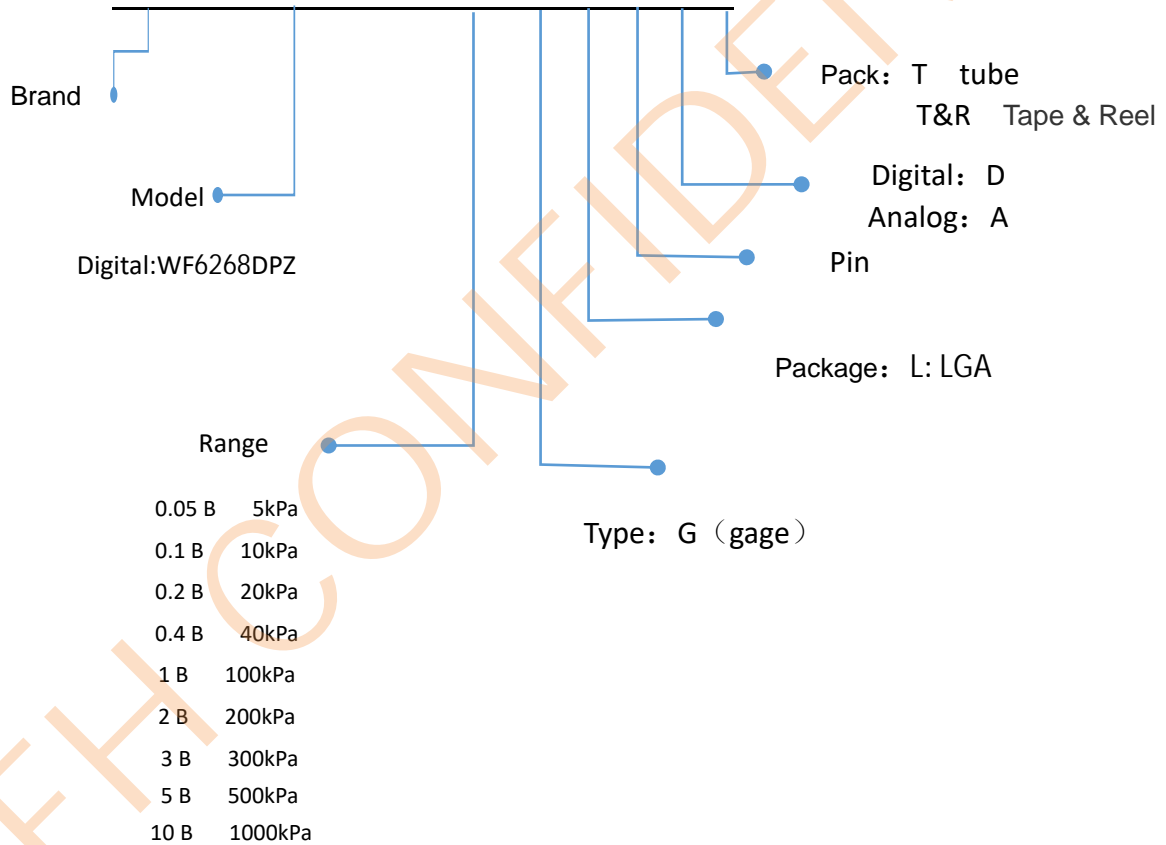 Brand
Pack：T tube
T&R Tape & Reel
Model
Digital：D
Analog：A
Digital:WF6268DPZ
Pin
Package：L: LGA
Range
0.05 B 5kPa
0.1 B 10kPa
0.2 B 20kPa
0.4 B 40kPa
1 B 100kPa
2 B 200kPa
3 B 300kPa
5 B 500kPa
10 B 1000kPa
Type：G（gage）
FH CONFIDE